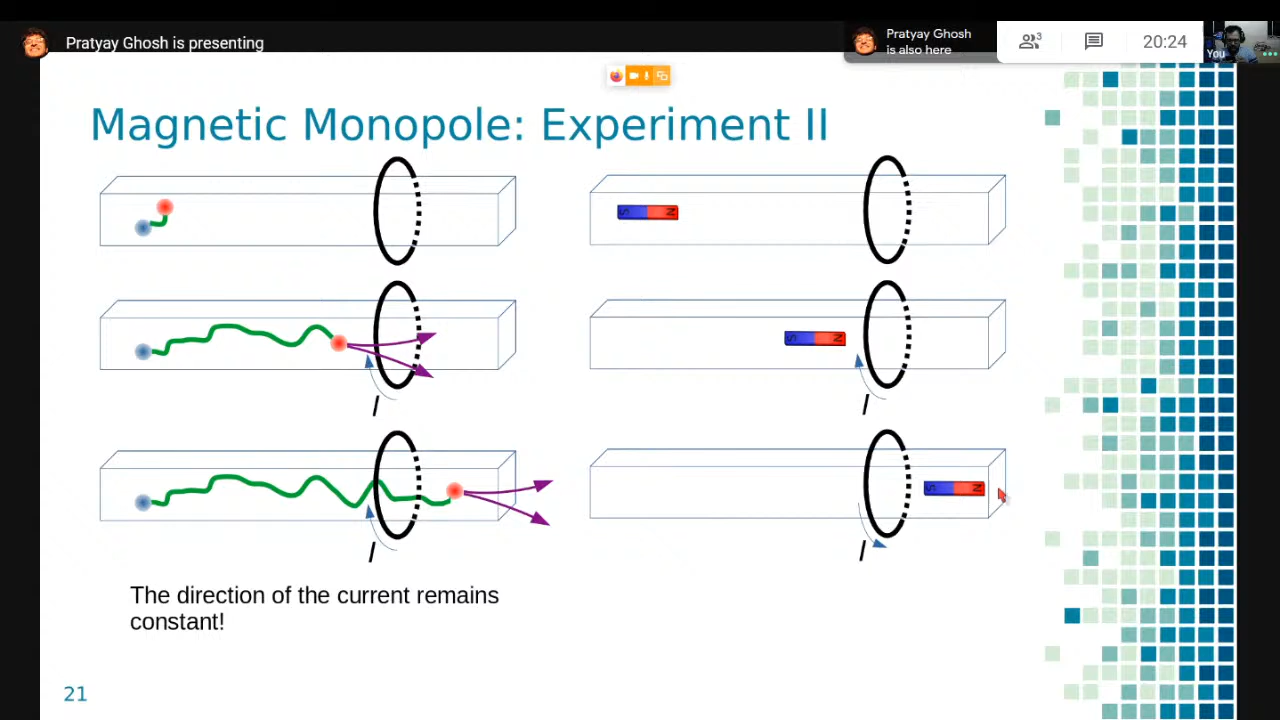 Pratyay Ghosh is presenting
Pratyay Ghosh
is also here
3
20:24
You
Magnetic Monopole: Experiment II
S N
S N
I
I
S N
I
I
The direction of the current remains
constant!
21